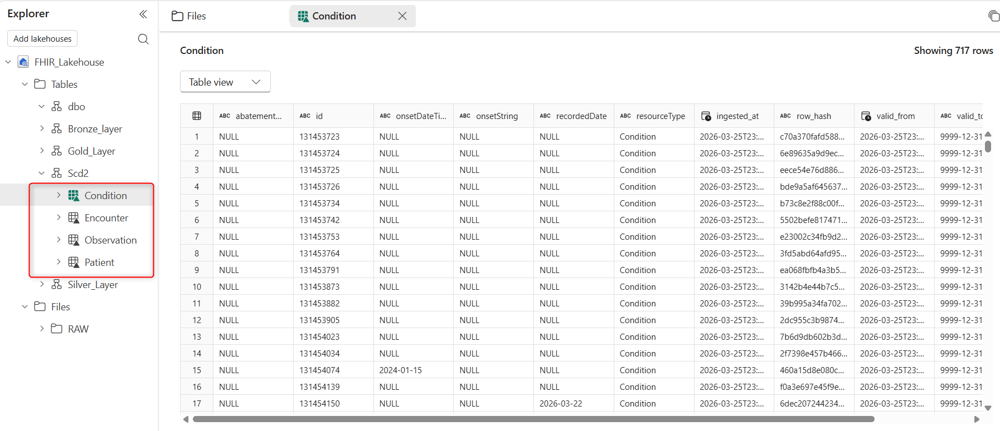 Explorer
Add lakehouses
FHIR_Lakehouse
Tables
dbo
Bronze_layer
Gold_Layer
Scd2
Condition
Encounter
Observation
Patient
Silver_Layer
Files
RAW
Files
Condition
Condition
Showing 717 rows
Table view
ABC abatement... ABC id ABC onsetDateTi... ABC onsetString ABC recordedDate ABC resourceType ingested_at ABC row_hash valid_from ABC valid_to
1 NULL 131453723 NULL NULL NULL Condition 2026-03-25T23:... c70a370fafd588... 2026-03-25T23:... 9999-12-31
2 NULL 131453724 NULL NULL NULL Condition 2026-03-25T23:... 6e89635a9d9ec... 2026-03-25T23:... 9999-12-31
3 NULL 131453725 NULL NULL NULL Condition 2026-03-25T23:... eece54e76d886... 2026-03-25T23:... 9999-12-31
4 NULL 131453726 NULL NULL NULL Condition 2026-03-25T23:... bde9a5af645637... 2026-03-25T23:... 9999-12-31
5 NULL 131453734 NULL NULL NULL Condition 2026-03-25T23:... b73c8e2f88c00f... 2026-03-25T23:... 9999-12-31
6 NULL 131453742 NULL NULL NULL Condition 2026-03-25T23:... 5502befe817471... 2026-03-25T23:... 9999-12-31
7 NULL 131453753 NULL NULL NULL Condition 2026-03-25T23:... e23002c34fb9d2... 2026-03-25T23:... 9999-12-31
8 NULL 131453764 NULL NULL NULL Condition 2026-03-25T23:... 3fd5abd64afd95... 2026-03-25T23:... 9999-12-31
9 NULL 131453791 NULL NULL NULL Condition 2026-03-25T23:... ea068fbfb4a3b5... 2026-03-25T23:... 9999-12-31
10 NULL 131453873 NULL NULL NULL Condition 2026-03-25T23:... 3142b4e44b7c5... 2026-03-25T23:... 9999-12-31
11 NULL 131453882 NULL NULL NULL Condition 2026-03-25T23:... 39b995a34fa702... 2026-03-25T23:... 9999-12-31
12 NULL 131453905 NULL NULL NULL Condition 2026-03-25T23:... 2dc955c3b9874... 2026-03-25T23:... 9999-12-31
13 NULL 131454023 NULL NULL NULL Condition 2026-03-25T23:... 7b6d9db602b3d... 2026-03-25T23:... 9999-12-31
14 NULL 131454034 NULL NULL NULL Condition 2026-03-25T23:... 2f7398e457b466... 2026-03-25T23:... 9999-12-31
15 NULL 131454074 2024-01-15 NULL NULL Condition 2026-03-25T23:... 460a15d8e080c... 2026-03-25T23:... 9999-12-31
16 NULL 131454139 NULL NULL NULL Condition 2026-03-25T23:... f0a3e697e45f9e... 2026-03-25T23:... 9999-12-31
17 NULL 131454150 NULL NULL 2026-03-22 Condition 2026-03-25T23:... 6dec207244234... 2026-03-25T23:... 9999-12-31